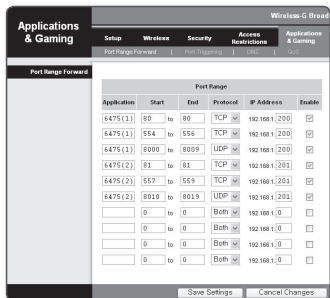 Wireless-G Broad
Applications & Gaming
Setup Wireless Security Access Restrictions Applications & Gaming
Port Range Forward | Port Triggering | DMZ | QoS
Port Range Forward
Port Range
Application Start End Protocol IP Address Enable
6475(1) 80 to 80 TCP 192.168.1.200
6475(1) 554 to 556 TCP 192.168.1.200
6475(1) 8000 to 8009 UDP 192.168.1.200
6475(2) 81 to 81 TCP 192.168.1.201
6475(2) 557 to 559 TCP 192.168.1.201
6475(2) 8010 to 8019 UDP 192.168.1.201
0 to 0 Both 192.168.1.0
0 to 0 Both 192.168.1.0
0 to 0 Both 192.168.1.0
0 to 0 Both 192.168.1.0
Save Settings Cancel Changes